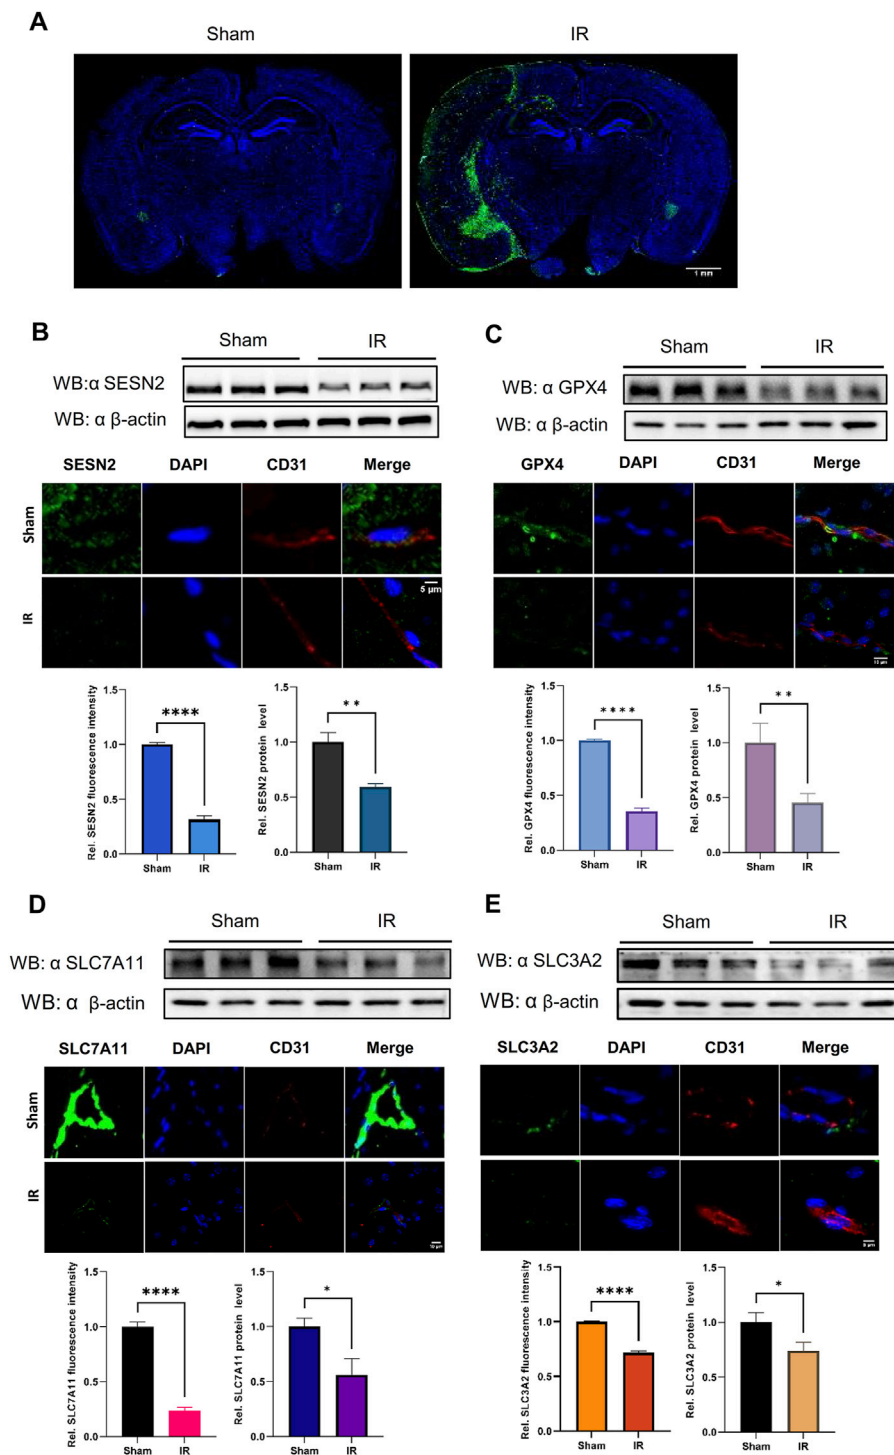 A
Sham
IR
1 mm
B
Sham
IR
WB:α SESN2
WB: α β-actin
SESN2
DAPI
CD31
Merge
Sham
5 μm
IR
Rel. SESN2 fluorescence intensity
1.5
1.0
0.5
0.0
****
Sham
IR
Rel. SESN2 protein level
1.5
1.0
0.5
0.0
**
Sham
IR
C
Sham
IR
WB: α GPX4
WB: α β-actin
GPX4
DAPI
CD31
Merge
10 μm
Rel. GPX4 fluorescence intensity
1.5
1.0
0.5
0.0
****
Sham
IR
Rel. GPX4 protein level
1.5
1.0
0.5
0.0
**
Sham
IR
D
Sham
IR
WB: α SLC7A11
WB: α β-actin
SLC7A11
DAPI
CD31
Merge
Sham
IR
10 μm
Rel. SLC7A11 fluorescence intensity
1.5
1.0
0.5
0.0
****
Sham
IR
Rel. SLC7A11 protein level
1.5
1.0
0.5
0.0
*
Sham
IR
E
Sham
IR
WB: α SLC3A2
WB: α β-actin
SLC3A2
DAPI
CD31
Merge
5 μm
Rel. SLC3A2 fluorescence intensity
1.5
1.0
0.5
0.0
****
Sham
IR
Rel. SLC3A2 protein level
1.5
1.0
0.5
0.0
*
Sham
IR